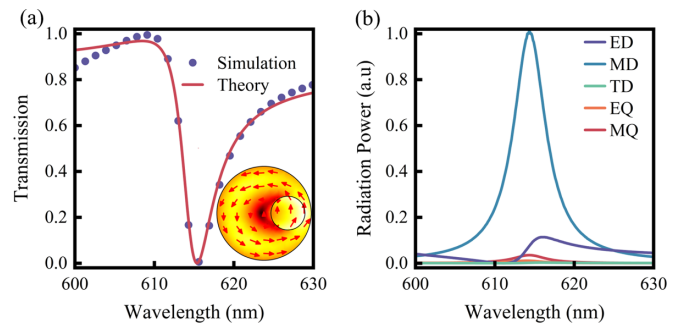 (a)
1.0
0.8
0.6
0.4
0.2
0.0
Transmission
Simulation
Theory
600
610
620
630
Wavelength (nm)
(b)
1.0
0.8
0.6
0.4
0.2
0.0
Radiation Power (a.u)
ED
MD
TD
EQ
MQ
600
610
620
630
Wavelength (nm)